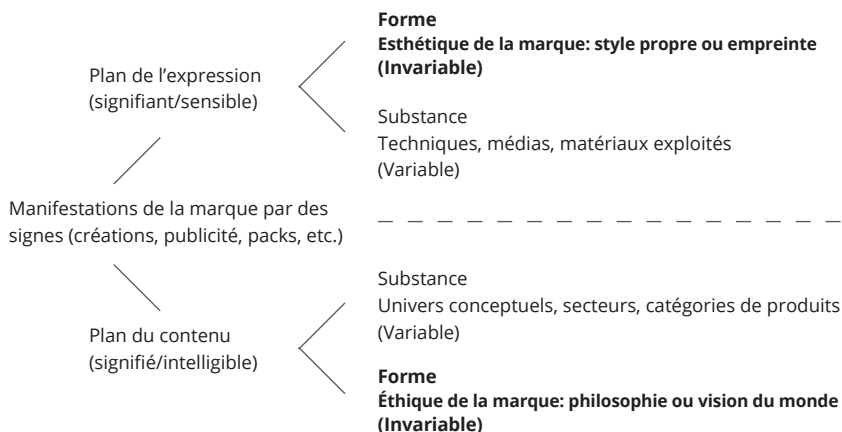 Forme
Esthétique de la marque: style propre ou empreinte
(Invariable)
Plan de l’expression
(signifiant/sensible)
Substance
Techniques, médias, matériaux exploités
(Variable)
Manifestations de la marque par des
signes (créations, publicité, packs, etc.)
Substance
Univers conceptuels, secteurs, catégories de produits
(Variable)
Plan du contenu
(signifié/intelligible)
Forme
Éthique de la marque: philosophie ou vision du monde
(Invariable)